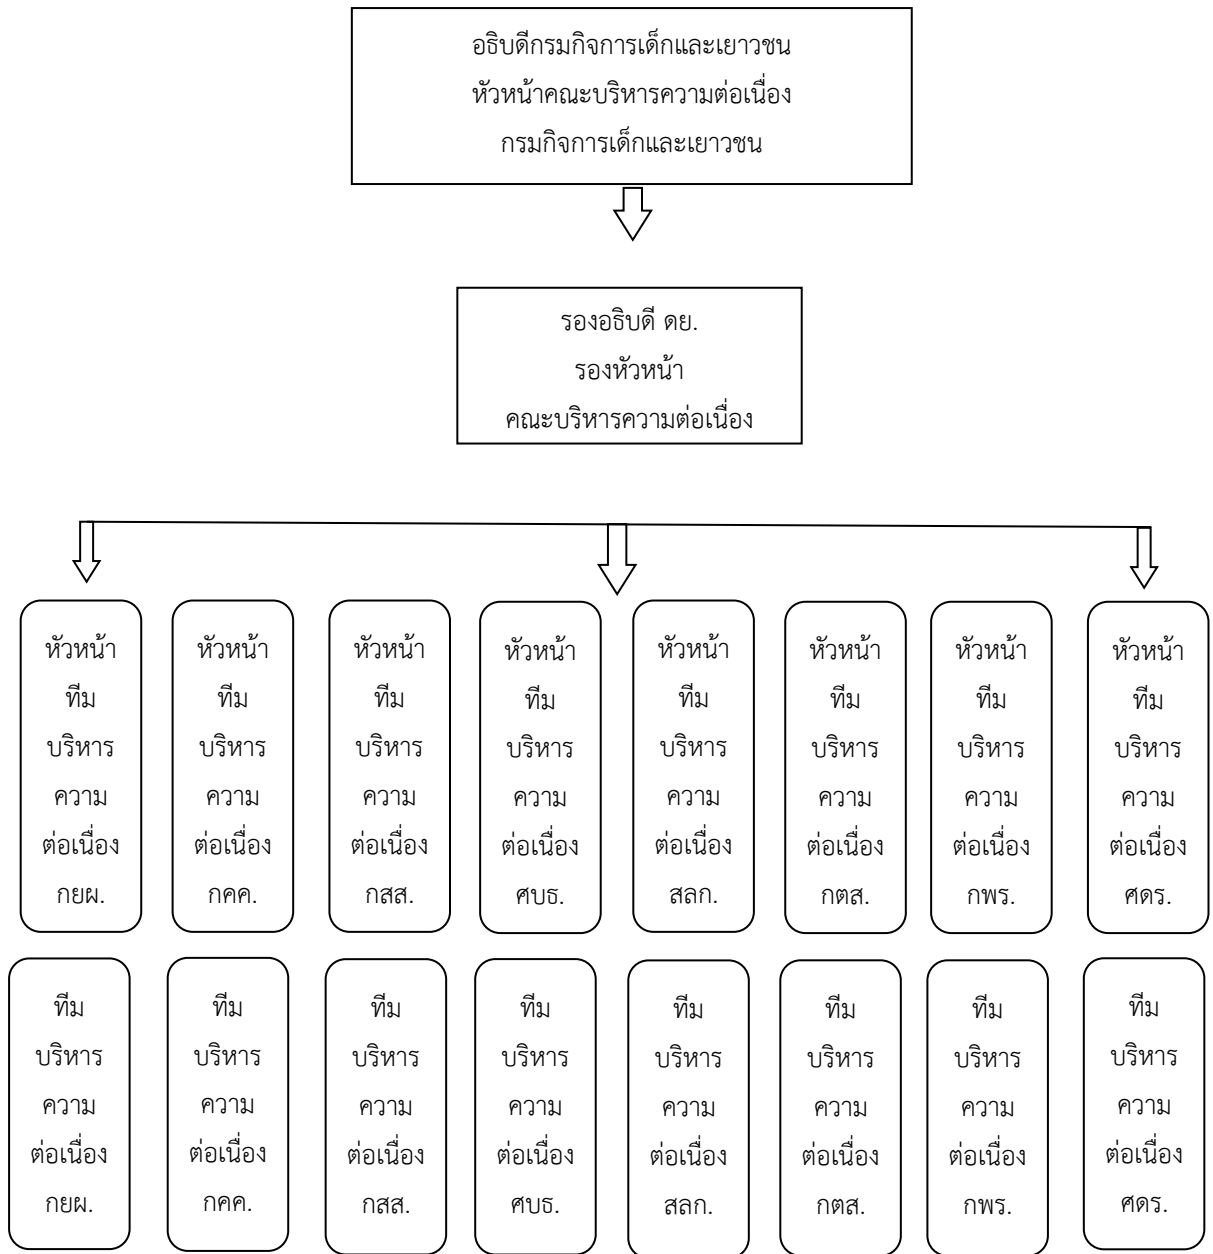 อธิบดีกรมกิจการเด็กและเยาวชน
หัวหน้าคณะบริหารความต่อเนื่อง
กรมกิจการเด็กและเยาวชน
รองอธิบดี ดย.
รองหัวหน้า
คณะบริหารความต่อเนื่อง
หัวหน้า
ทีม
บริหาร
ความ
ต่อเนื่อง
กยผ.
หัวหน้า
ทีม
บริหาร
ความ
ต่อเนื่อง
กคค.
หัวหน้า
ทีม
บริหาร
ความ
ต่อเนื่อง
กสส.
หัวหน้า
ทีม
บริหาร
ความ
ต่อเนื่อง
ศบธ.
หัวหน้า
ทีม
บริหาร
ความ
ต่อเนื่อง
สลก.
หัวหน้า
ทีม
บริหาร
ความ
ต่อเนื่อง
กตส.
หัวหน้า
ทีม
บริหาร
ความ
ต่อเนื่อง
กพร.
หัวหน้า
ทีม
บริหาร
ความ
ต่อเนื่อง
ศดร.
ทีม
บริหาร
ความ
ต่อเนื่อง
กยผ.
ทีม
บริหาร
ความ
ต่อเนื่อง
กคค.
ทีม
บริหาร
ความ
ต่อเนื่อง
กสส.
ทีม
บริหาร
ความ
ต่อเนื่อง
ศบธ.
ทีม
บริหาร
ความ
ต่อเนื่อง
สลก.
ทีม
บริหาร
ความ
ต่อเนื่อง
กตส.
ทีม
บริหาร
ความ
ต่อเนื่อง
กพร.
ทีม
บริหาร
ความ
ต่อเนื่อง
ศดร.